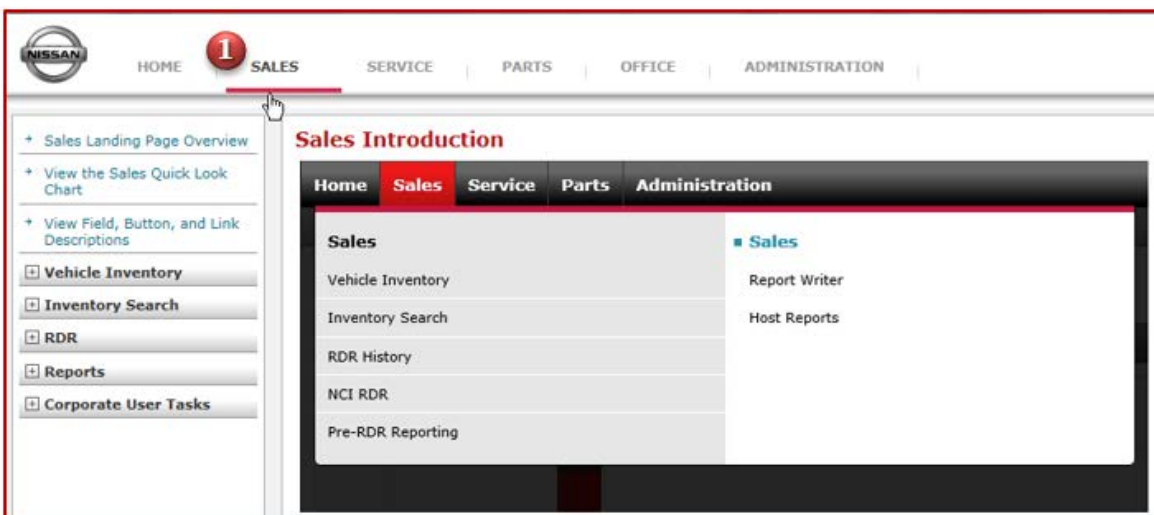 NISSAN
HOME
1
SALES
SERVICE
PARTS
OFFICE
ADMINISTRATION
Sales Landing Page Overview
View the Sales Quick Look
Chart
View Field, Button, and Link
Descriptions
Vehicle Inventory
Inventory Search
RDR
Reports
Corporate User Tasks
Sales Introduction
Home Sales Service Parts Administration
Sales
Vehicle Inventory
Inventory Search
RDR History
NCI RDR
Pre-RDR Reporting
Sales
Report Writer
Host Reports